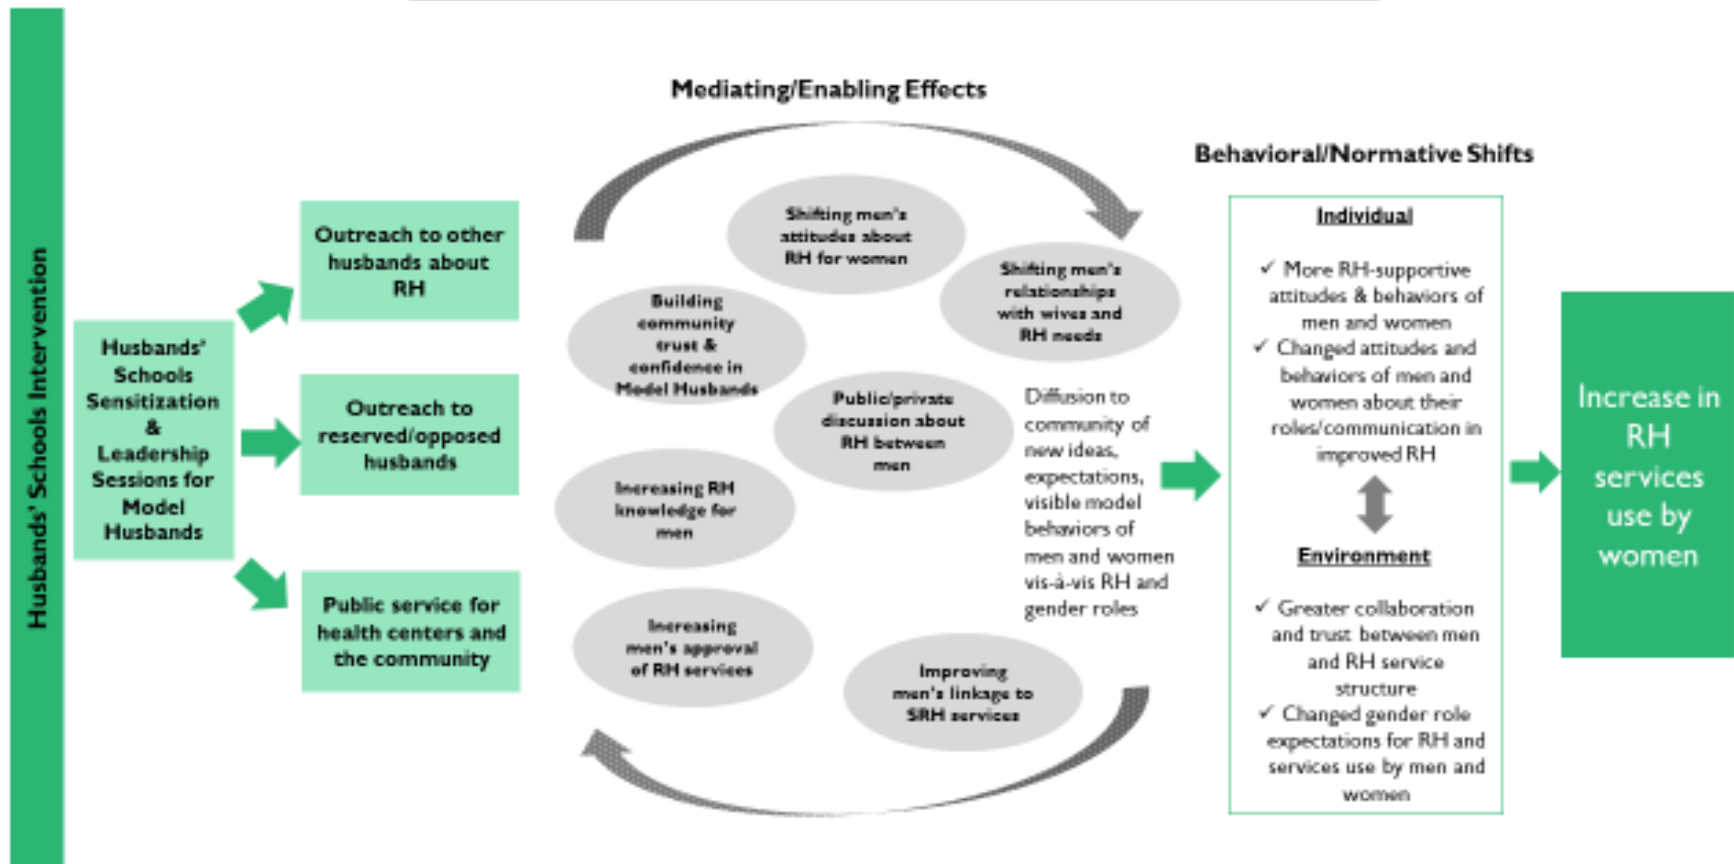 Husbands' Schools Intervention
Husbands'
Schools
Sensitization
&
Leadership
Sessions for
Model
Husbands
Outreach to other
husbands about
RH
Outreach to
reserved/opposed
husbands
Public service for
health centers and
the community
Mediating/Enabling Effects
Shifting men's
attitudes about
RH for women
Shifting men's
relationships
with wives and
RH needs
Building
community
trust &
confidence in
Model Husbands
Public/private
discussion about
RH between
men
Increasing RH
knowledge for
men
Increasing
men's approval
of RH services
Improving
men's linkage to
SRH services
Diffusion to
community of
new ideas,
expectations,
visible model
behaviors of
men and women
vis-à-vis RH and
gender roles
Behavioral/Normative Shifts
Individual
✓ More RH-supportive
attitudes & behaviors of
men and women
✓ Changed attitudes and
behaviors of men and
women about their
roles/communication in
improved RH
Environment
✓ Greater collaboration
and trust between men
and RH service
structure
✓ Changed gender role
expectations for RH and
services use by men and
women
Increase in
RH
services
use by
women